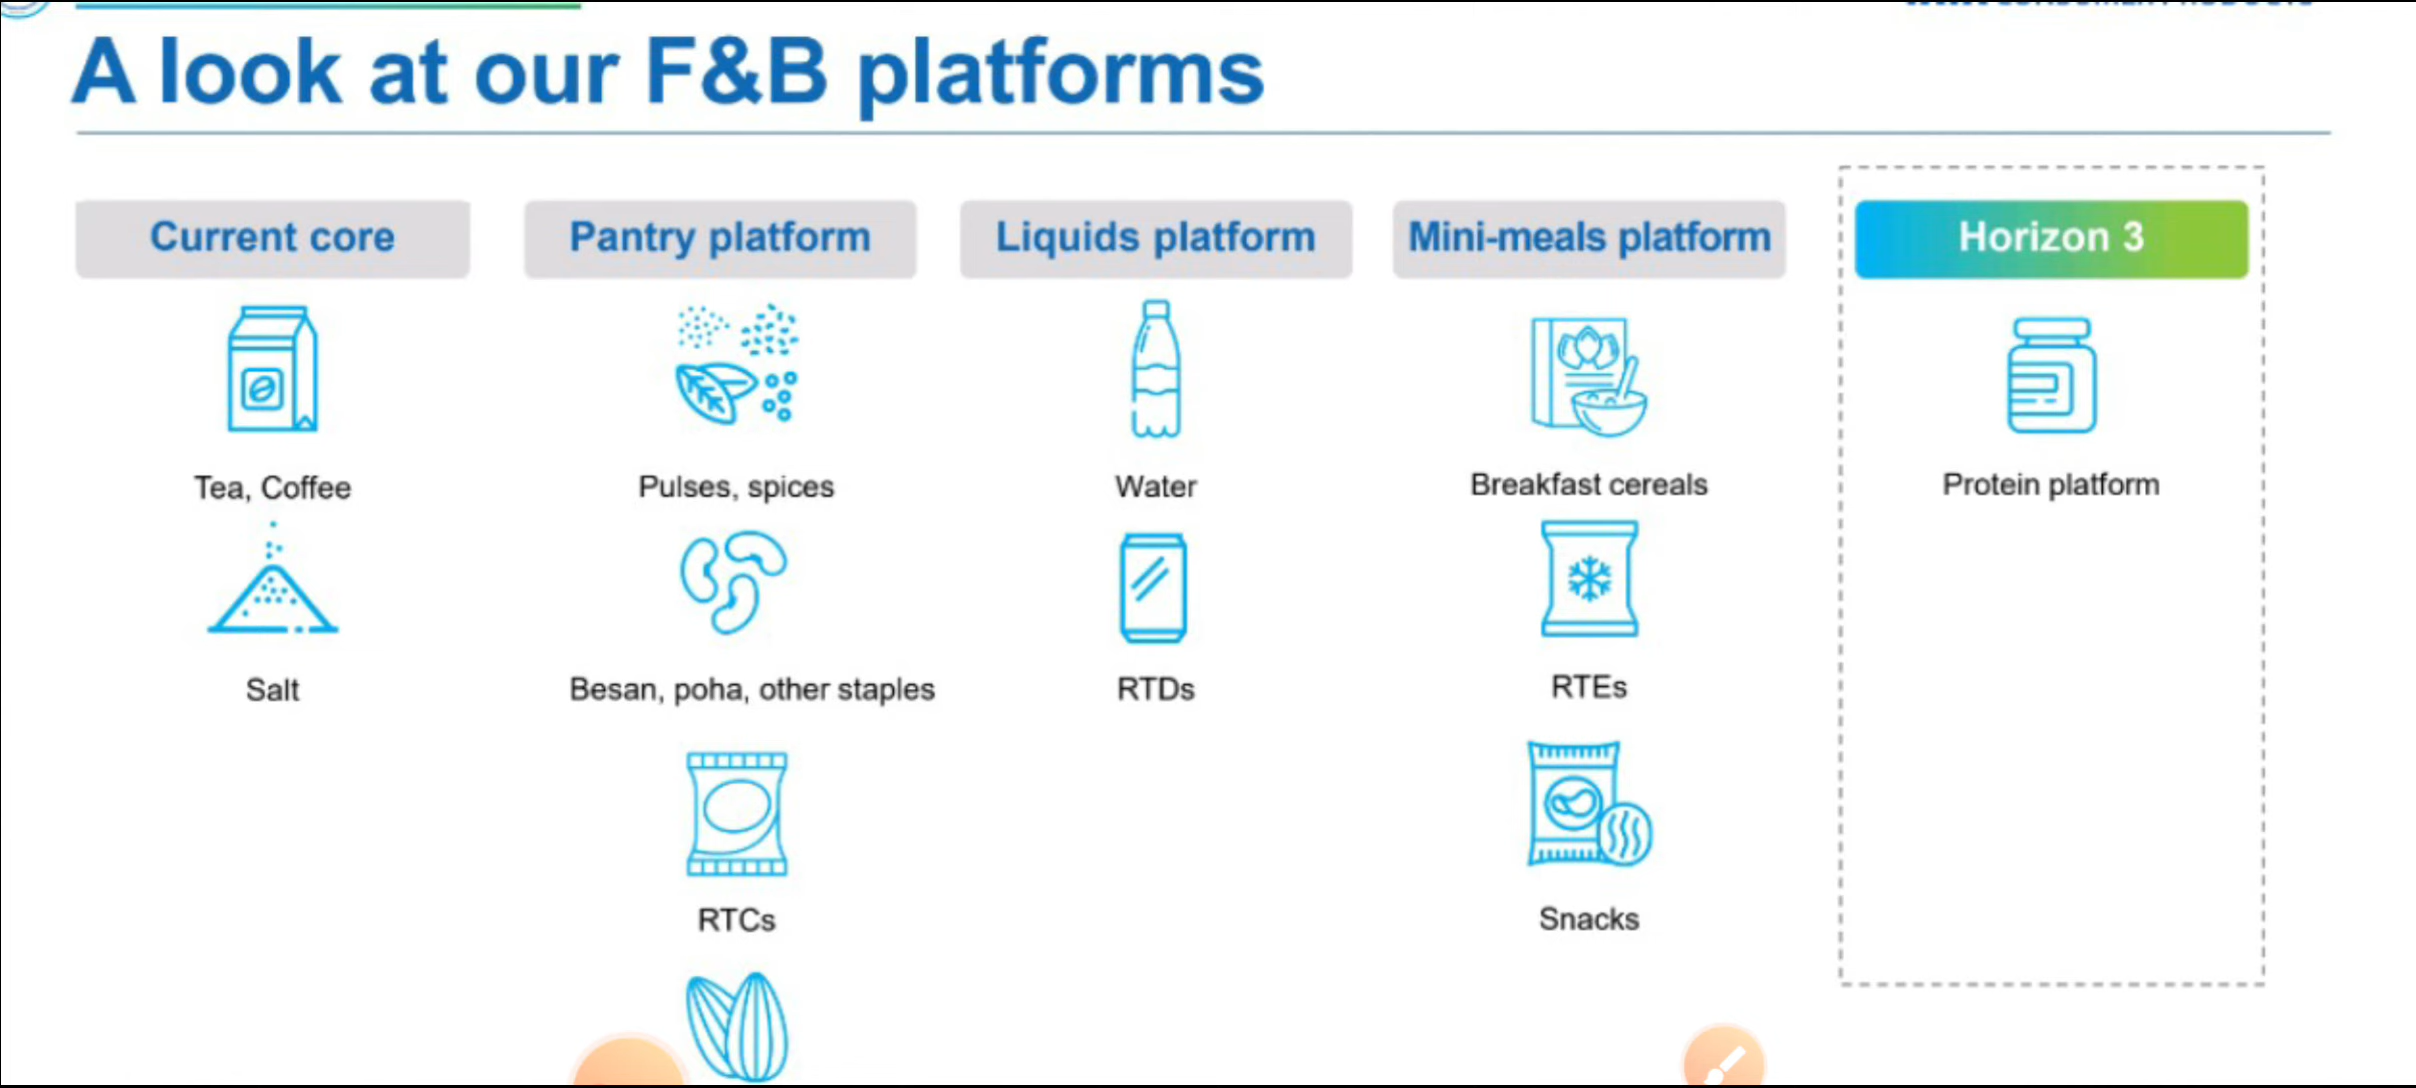 A look at our F&B platforms
Current core
Tea, Coffee
Salt
Pantry platform
Pulses, spices
Besan, poha, other staples
RTCs
Liquids platform
Water
RTDs
Mini-meals platform
Breakfast cereals
RTEs
Snacks
Horizon 3
Protein platform